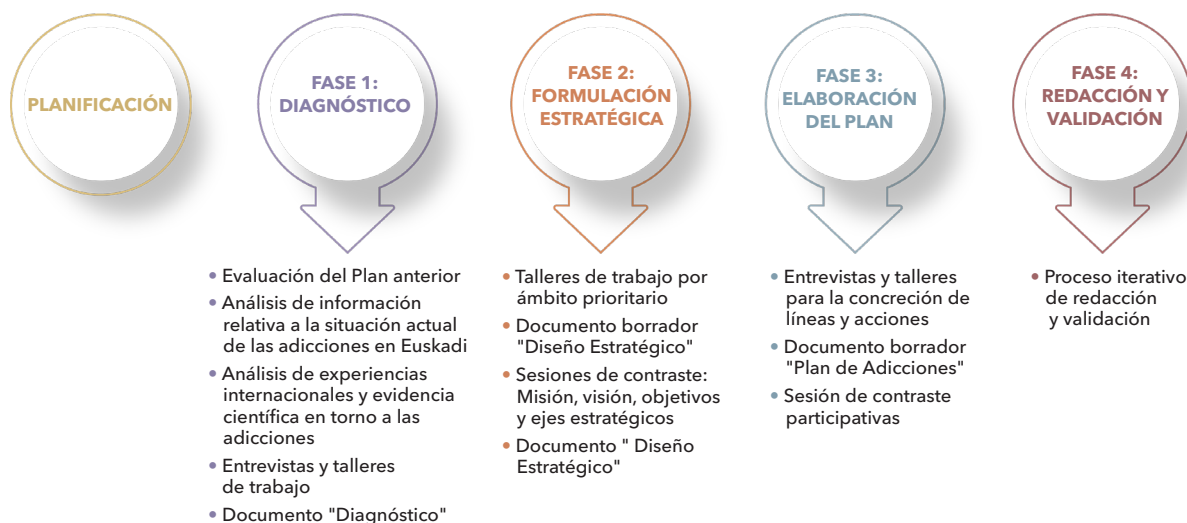 PLANIFICACIÓN
FASE 1:
DIAGNÓSTICO
• Evaluación del Plan anterior
• Análisis de información
relativa a la situación actual
de las adicciones en Euskadi
• Análisis de experiencias
internacionales y evidencia
científica en torno a las
adicciones
• Entrevistas y talleres
de trabajo
• Documento "Diagnóstico"
FASE 2:
FORMULACIÓN
ESTRATÉGICA
• Talleres de trabajo por
ámbito prioritario
• Documento borrador
"Diseño Estratégico"
• Sesiones de contraste:
Misión, visión, objetivos
y ejes estratégicos
• Documento " Diseño
Estratégico"
FASE 3:
ELABORACIÓN
DEL PLAN
• Entrevistas y talleres
para la concreción de
líneas y acciones
• Documento borrador
"Plan de Adicciones"
• Sesión de contraste
participativas
FASE 4:
REDACCIÓN Y
VALIDACIÓN
• Proceso iterativo
de redacción
y validación